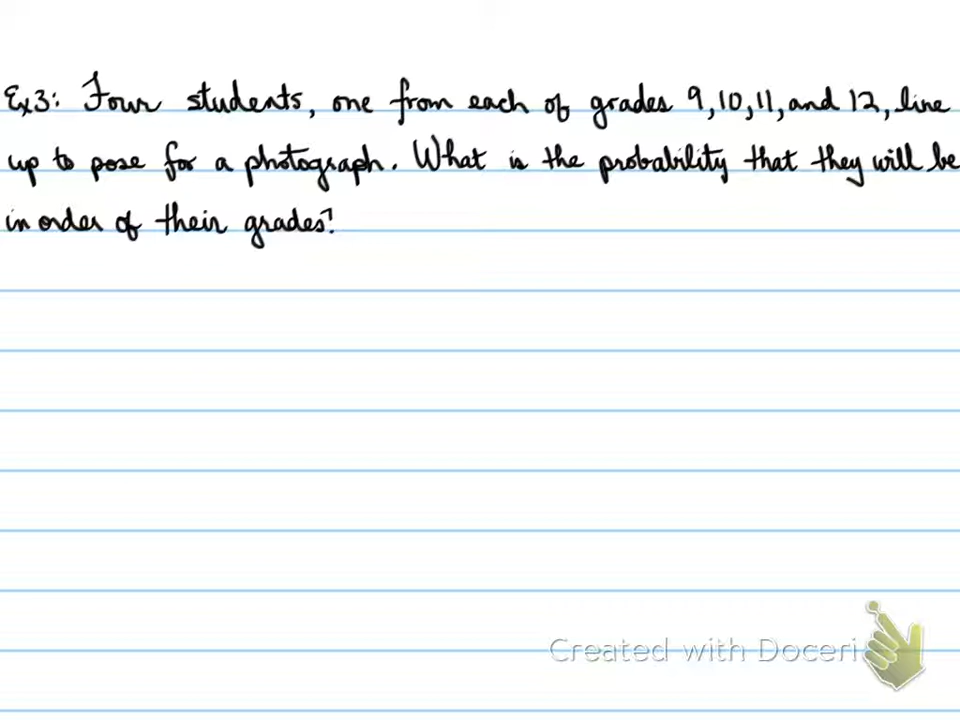 Ex3: Four students, one from each of grades 9, 10, 11, and 12, line
up to pose for a photograph. What is the probability that they will be
in order of their grades?
Created with Doceri